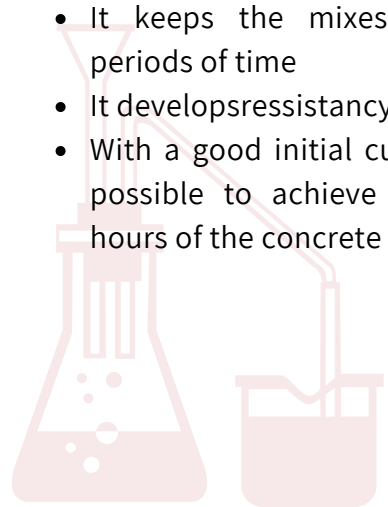 • It keeps the mixes
periods of time
• It developsressistancy
• With a good initial cu
possible to achieve
hours of the concrete